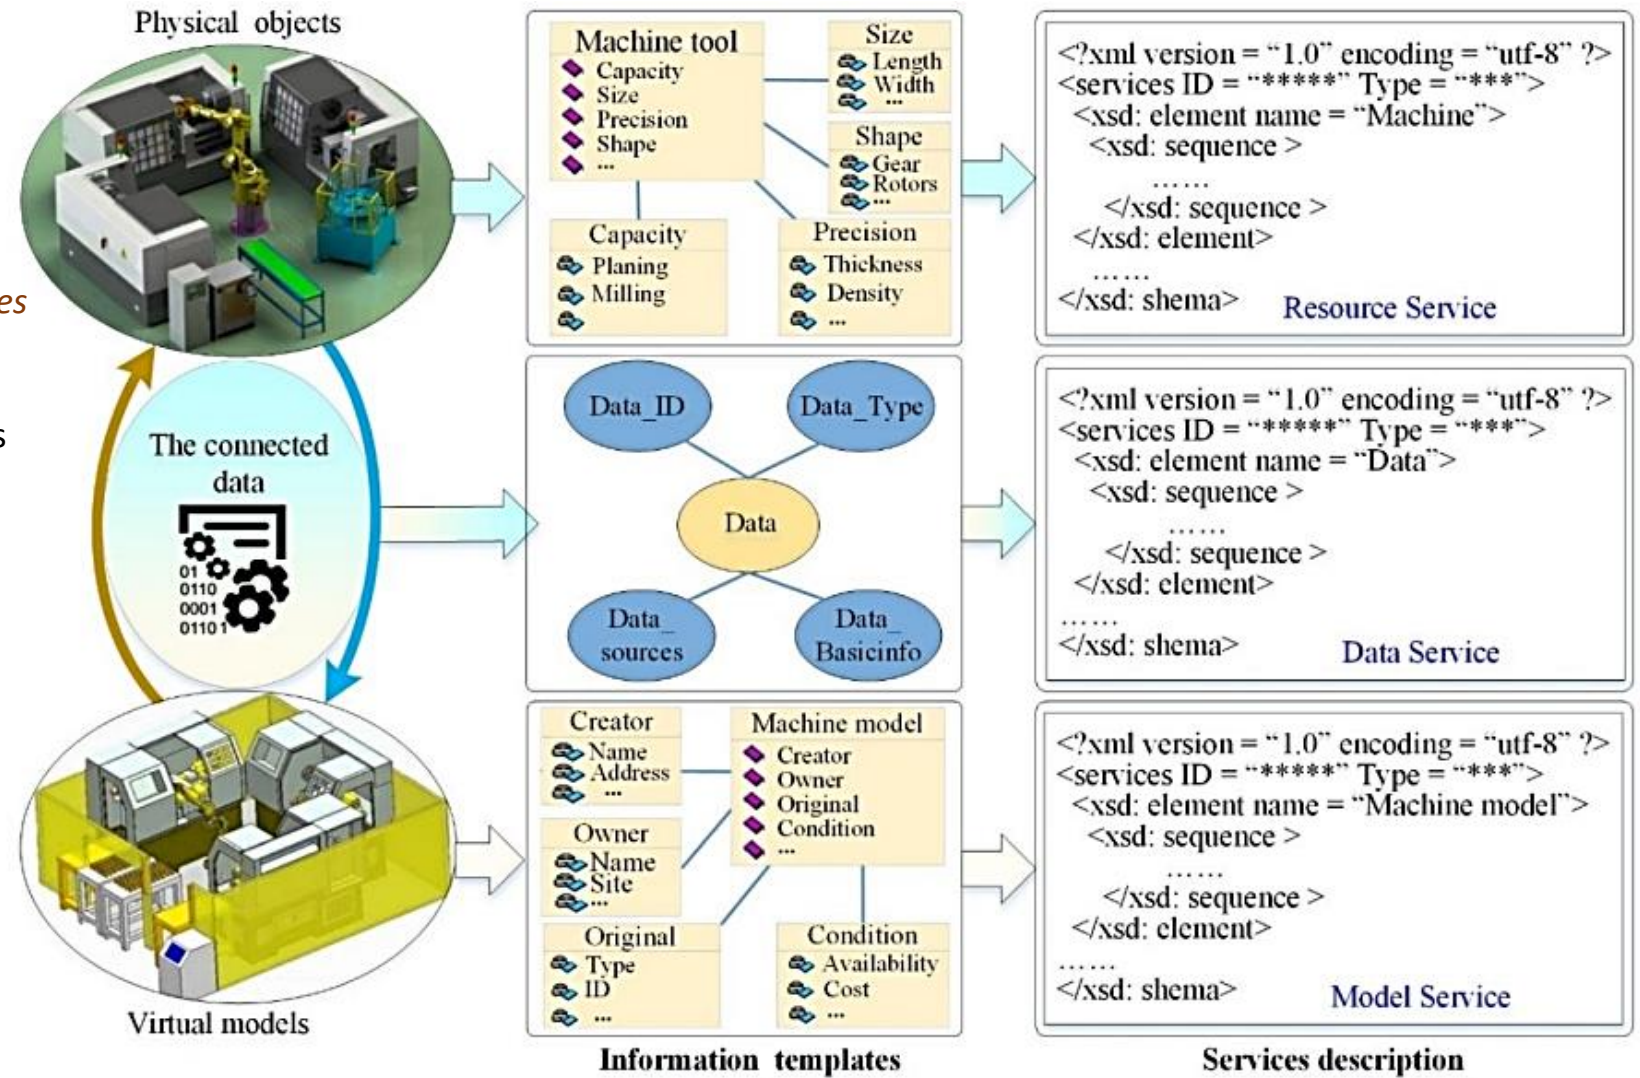 Physical objects
es
s
The connected
data
01
0110
0001
01101
Virtual models
Machine tool
Capacity
Size
Precision
Shape
...
Size
Length
Width
...
Shape
Gear
Rotors
...
Capacity
Planing
Milling
Precision
Thickness
Density
...
Data_ID
Data_Type
Data
Data_
sources
Data_
Basicinfo
Creator
Name
Address
...
Machine model
Creator
Owner
Original
Condition
...
Owner
Name
Site
...
Original
Type
ID
...
Condition
Availability
Cost
...
Information templates
<?xml version = “1.0” encoding = “utf-8” ?>
<services ID = “*****” Type = “***”>
<xsd: element name = “Machine”>
<xsd: sequence >
……
</xsd: sequence >
</xsd: element>
……
</xsd: shema>
Resource Service
<?xml version = “1.0” encoding = “utf-8” ?>
<services ID = “*****” Type = “***”>
<xsd: element name = “Data”>
<xsd: sequence >
……
</xsd: sequence >
</xsd: element>
……
</xsd: shema>
Data Service
<?xml version = “1.0” encoding = “utf-8” ?>
<services ID = “*****” Type = “***”>
<xsd: element name = “Machine model”>
<xsd: sequence >
……
</xsd: sequence >
</xsd: element>
……
</xsd: shema>
Model Service
Services description